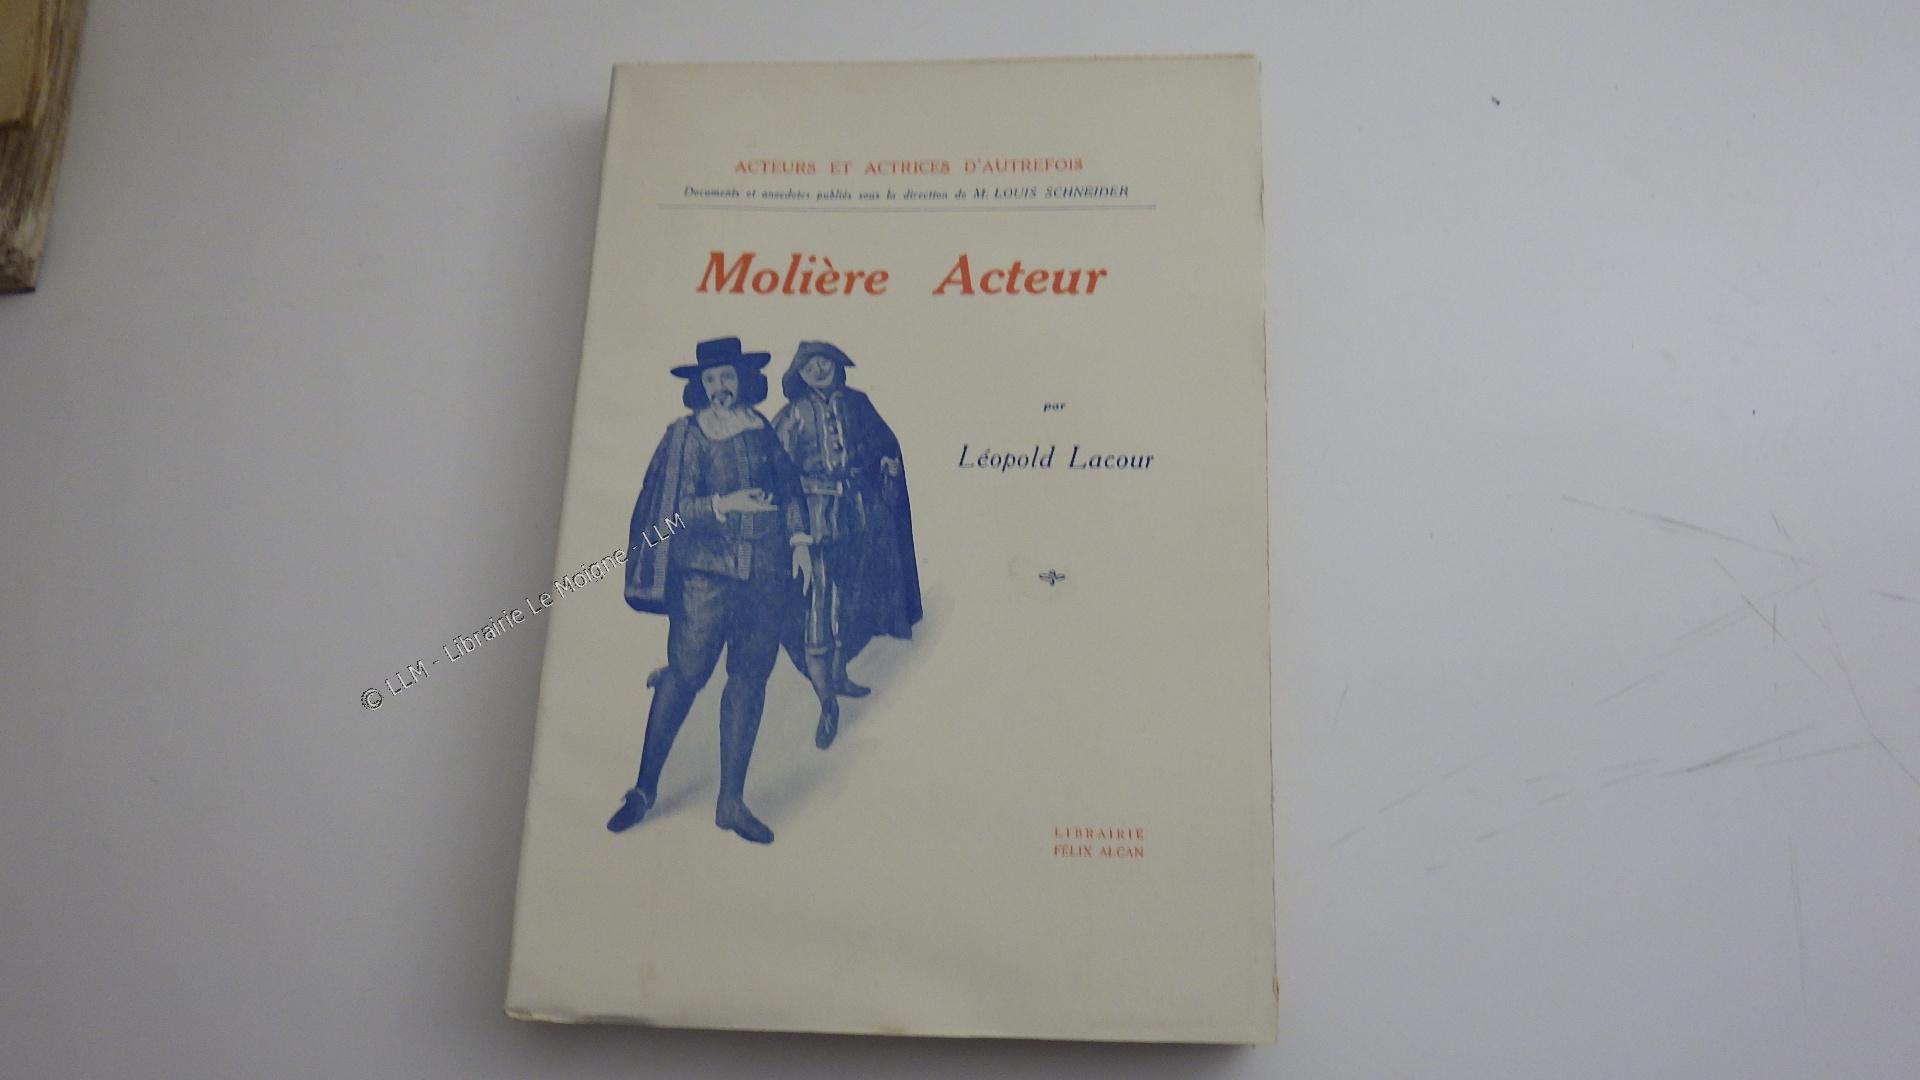 ACTEURS ET ACTRICES D'AUTREFOIS
Documents et anecdotes publiés sous la direction de M. LOUIS SCHNEIDER
Molière Acteur
par
Léopold Lacour
© LLM - Librairie Le Moigne - LLM
LIBRAIRIE
FÉLIX ALCAN